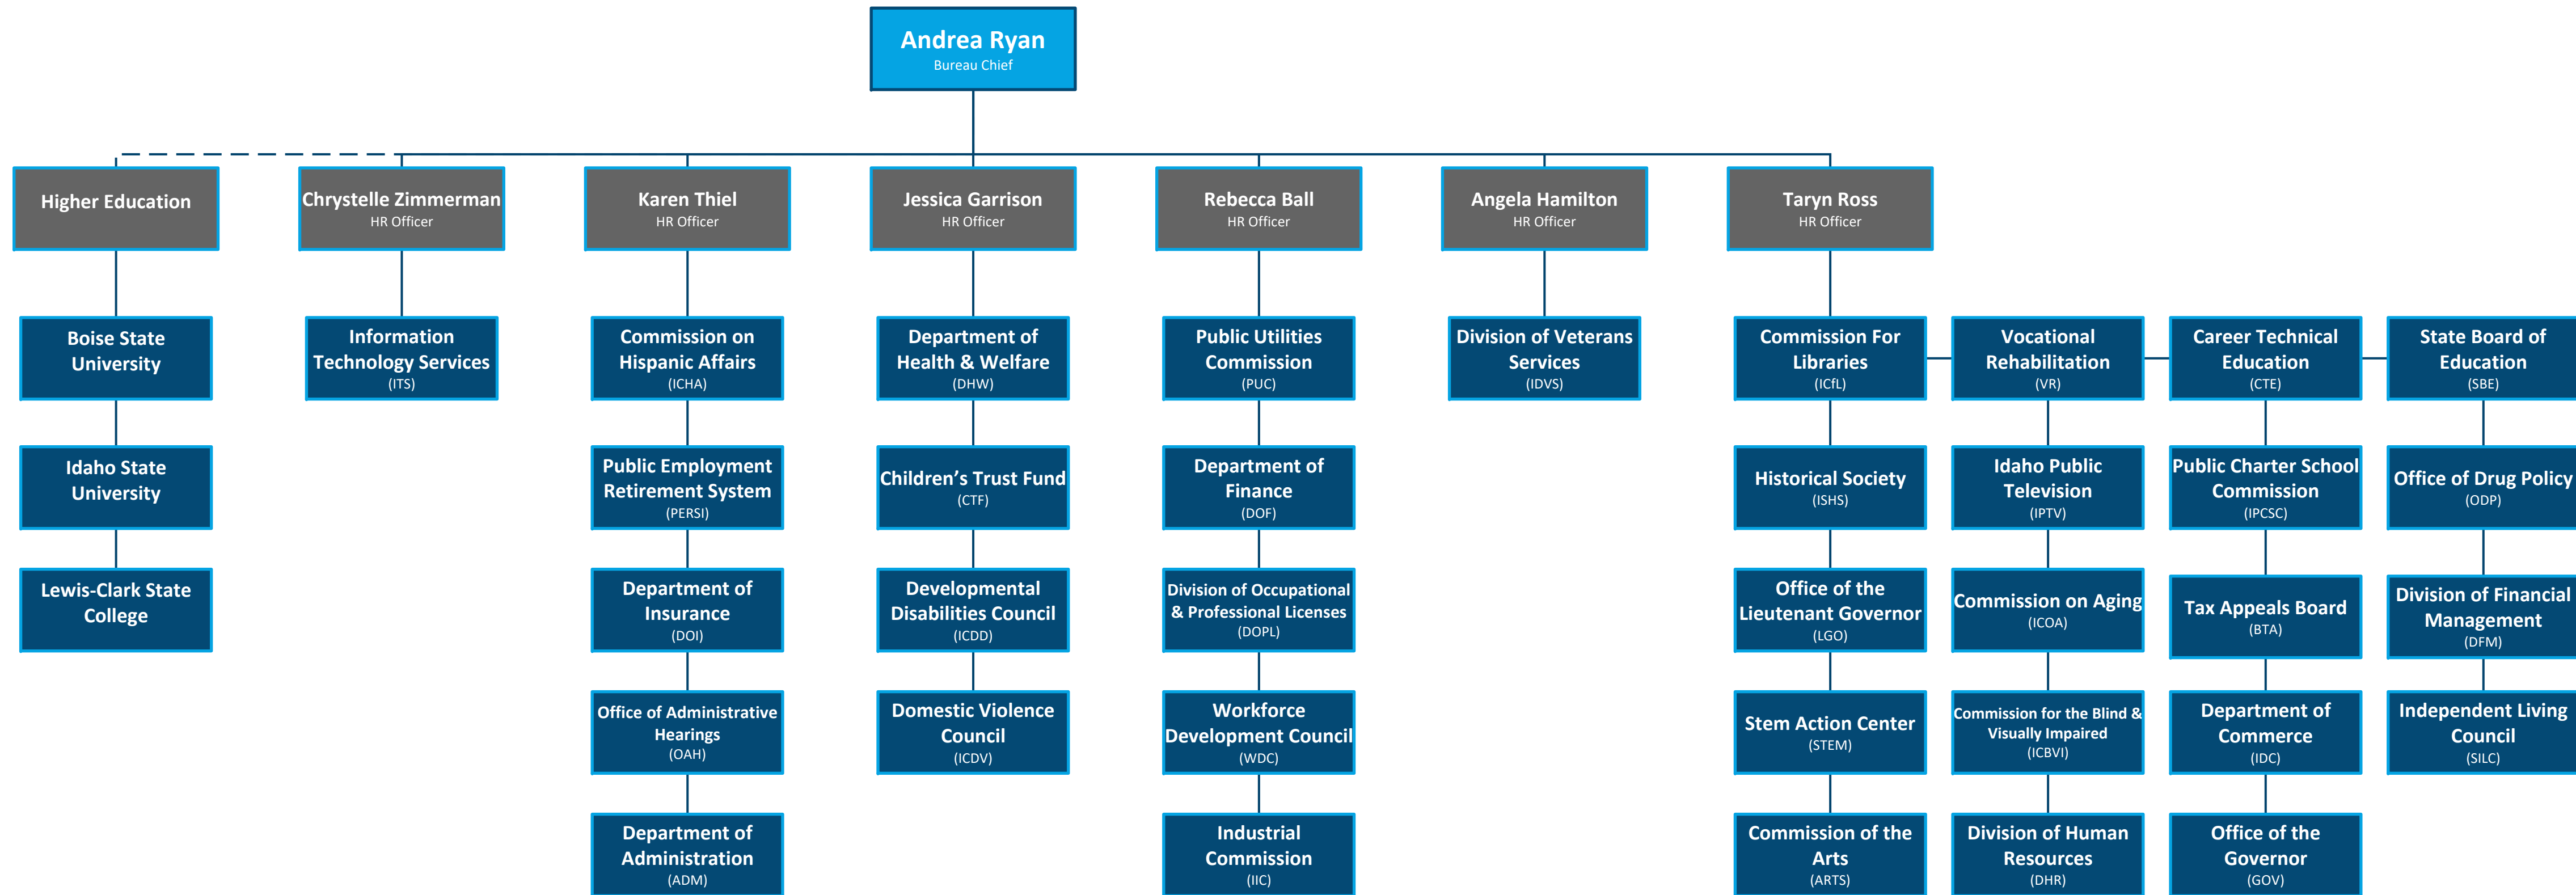 Andrea Ryan
Bureau Chief
Higher Education
Chrystelle Zimmerman
HR Officer
Karen Thiel
HR Officer
Jessica Garrison
HR Officer
Rebecca Ball
HR Officer
Angela Hamilton
HR Officer
Taryn Ross
HR Officer
Boise State
University
Idaho State
University
Lewis-Clark State
College
Information
Technology Services
(ITS)
Commission on
Hispanic Affairs
(ICHA)
Public Employment
Retirement System
(PERSI)
Department of
Insurance
(DOI)
Office of Administrative
Hearings
(OAH)
Department of
Administration
(ADM)
Department of
Health & Welfare
(DHW)
Children’s Trust Fund
(CTF)
Developmental
Disabilities Council
(ICDD)
Domestic Violence
Council
(ICDV)
Public Utilities
Commission
(PUC)
Department of
Finance
(DOF)
Division of Occupational
& Professional Licenses
(DOPL)
Workforce
Development Council
(WDC)
Industrial
Commission
(IIC)
Division of Veterans
Services
(IDVS)
Commission For
Libraries
(ICfL)
Historical Society
(ISHS)
Office of the
Lieutenant Governor
(LGO)
Stem Action Center
(STEM)
Commission of the
Arts
(ARTS)
Vocational
Rehabilitation
(VR)
Idaho Public
Television
(IPTV)
Commission on Aging
(ICOA)
Commission for the Blind &
Visually Impaired
(ICBVI)
Division of Human
Resources
(DHR)
Career Technical
Education
(CTE)
Public Charter School
Commission
(IPCSC)
Tax Appeals Board
(BTA)
Department of
Commerce
(IDC)
Office of the
Governor
(GOV)
State Board of
Education
(SBE)
Office of Drug Policy
(ODP)
Division of Financial
Management
(DFM)
Independent Living
Council
(SILC)